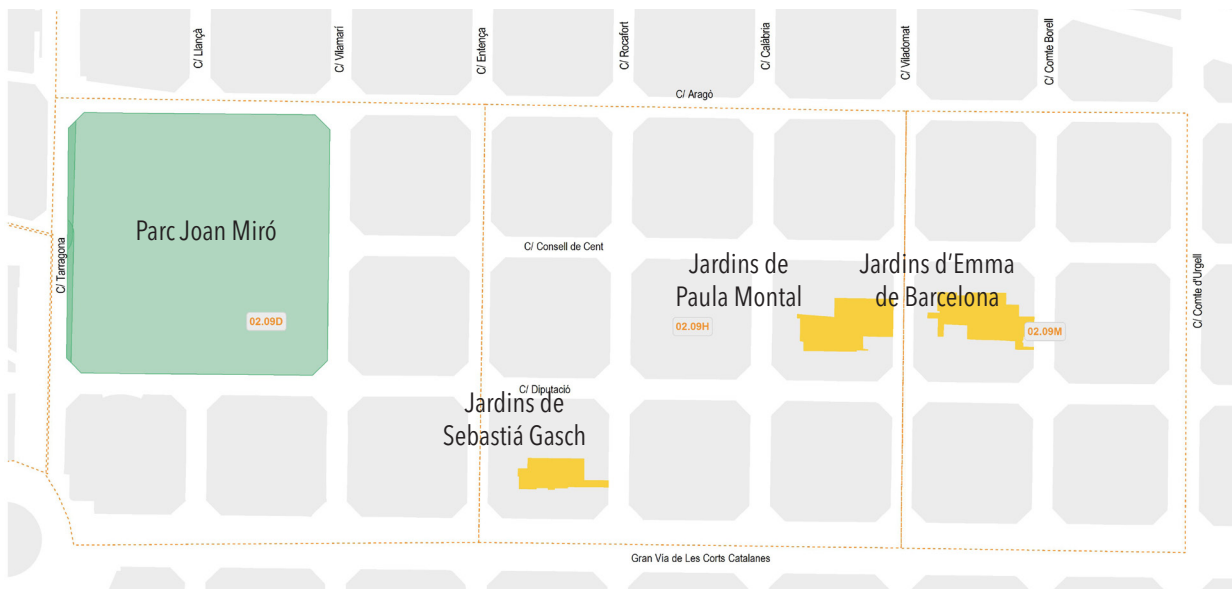 C/ Llançà
C/ Vilamarí
C/ Entença
C/ Rocafort
C/ Calàbria
C/ Viladomat
C/ Comte Borell
C/ Aragó
Parc Joan Miró
C/ Tarragona
C/ Consell de Cent
Jardins de
Paula Montal
Jardins d'Emma
de Barcelona
C/ Comte d'Urgell
02.09D
02.09H
02.09M
C/ Diputació
Jardins de
Sebastiá Gasch
Gran Vía de Les Corts Catalanes